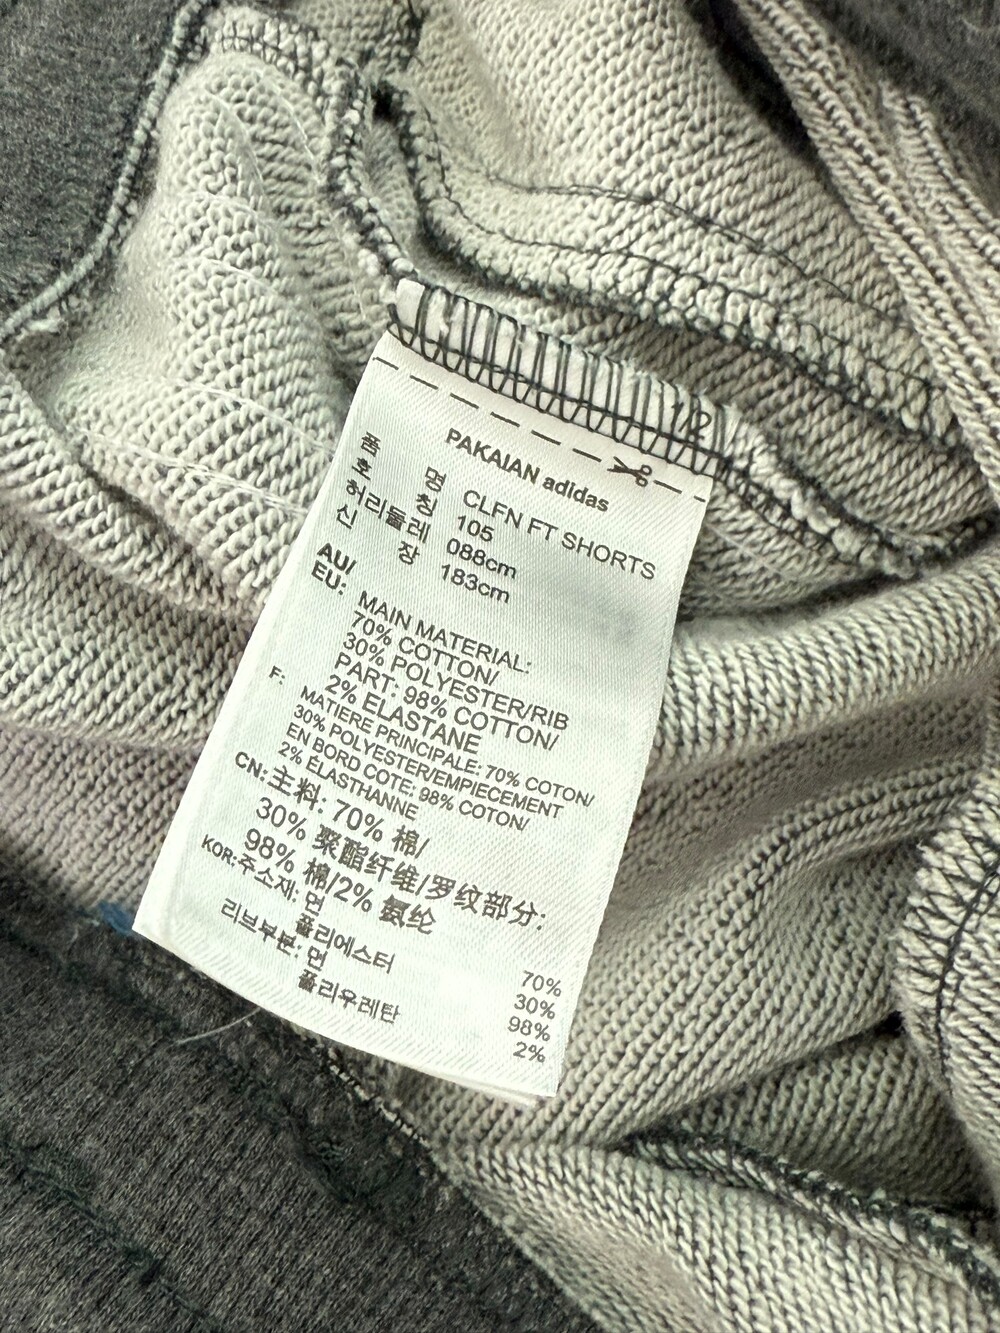 1/2
PAKAIAN adidas
품 명 CLFN FT SHORTS
호 칭 105
허리둘레 088cm
신 장 183cm
AU/ EU: MAIN MATERIAL:
70% COTTON/
30% POLYESTER/RIB
PART: 98% COTTON/
2% ELASTANE
F: MATIERE PRINCIPALE: 70% COTON/
30% POLYESTER/EMPIECEMENT
EN BORD COTE: 98% COTON/
2% ÉLASTHANNE
CN: 主料: 70% 棉/
30% 聚酯纤维/罗纹部分:
98% 棉/2% 氨纶
KOR: 주소재: 면 70%
폴리에스터 30%
리브부분: 면 98%
폴리우레탄 2%